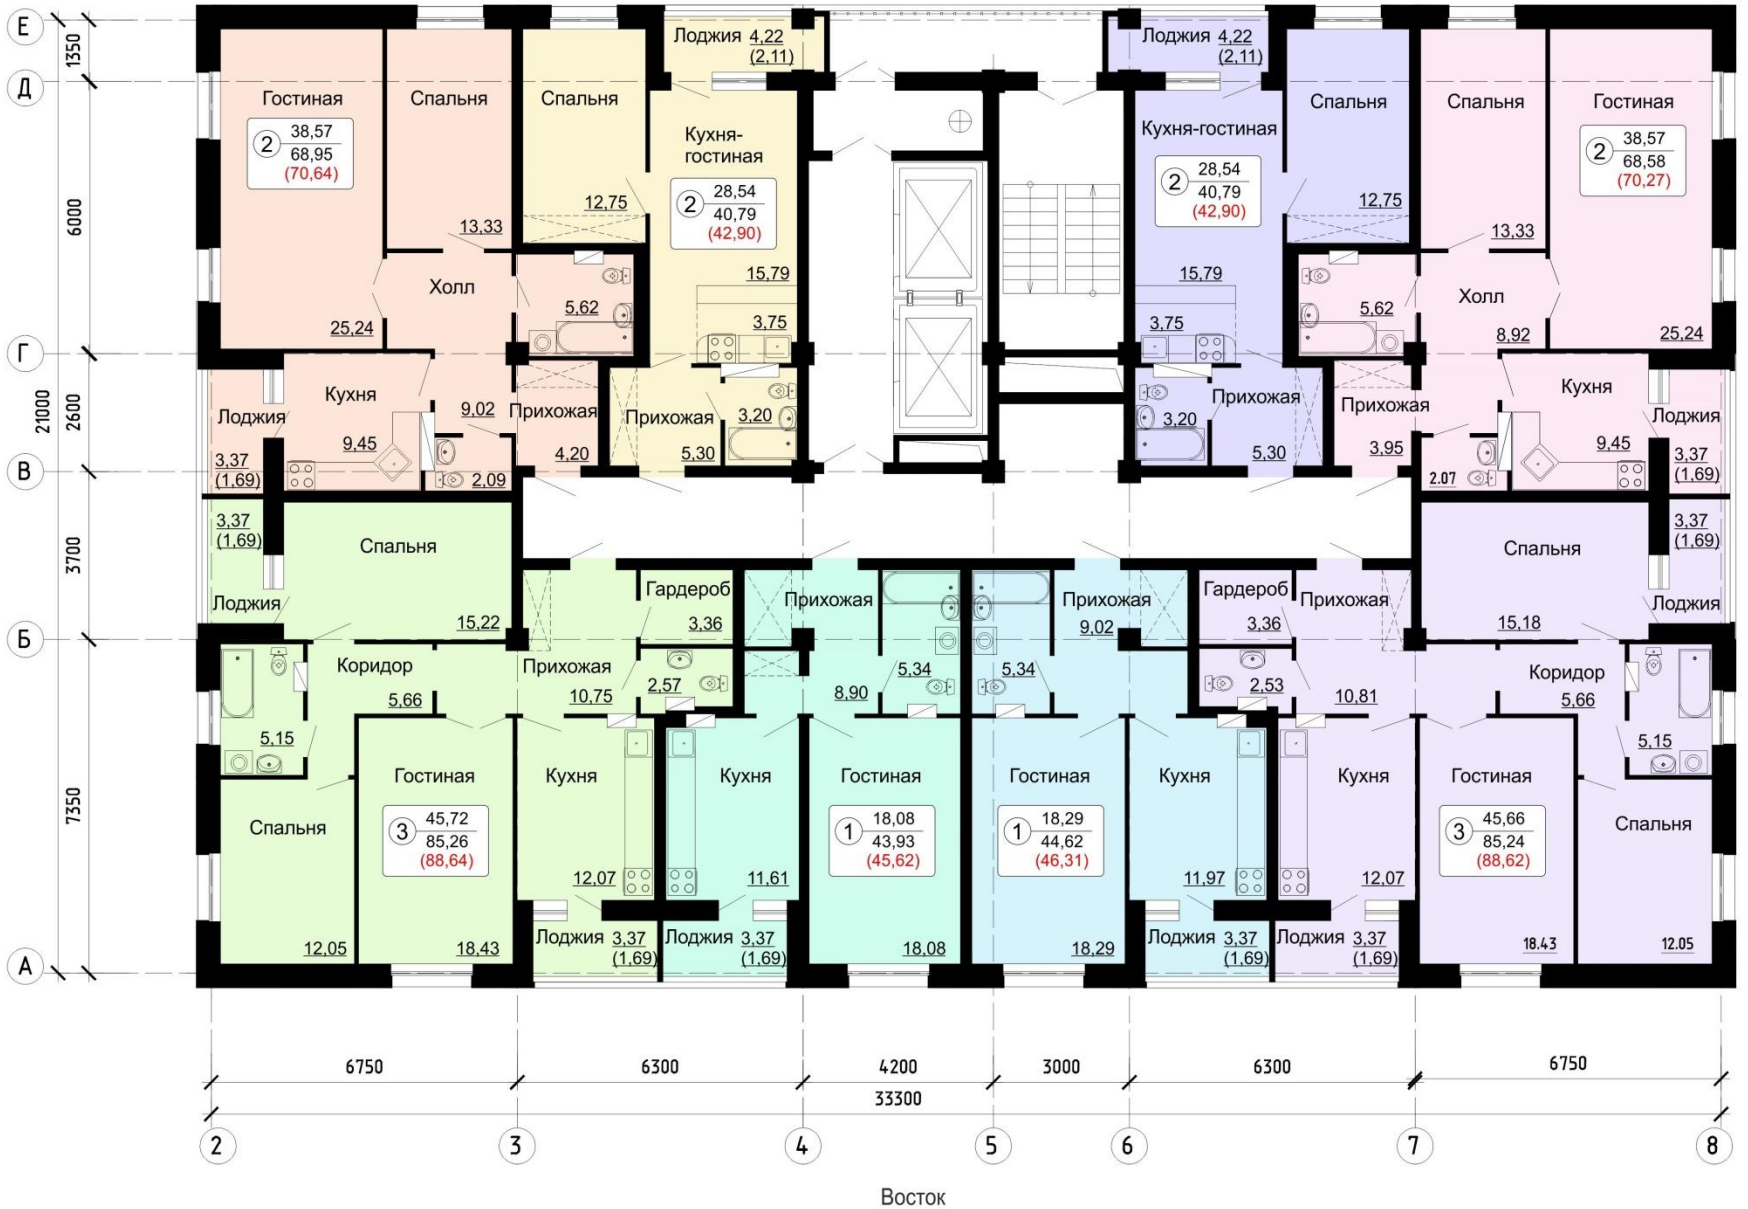 Е
Д
Г
В
Б
А
1350
6000
2600
21000
3700
7350
Гостиная
2
38,57
68,95
(70,64)
25,24
Спальня
13,33
Холл
5,62
Кухня
9,45
9,02
2,09
Прихожая
4,20
Лоджия
3,37
(1,69)
Спальня
12,75
Лоджия 4,22
(2,11)
Кухня-
гостиная
2
28,54
40,79
(42,90)
15,79
3,75
Прихожая
5,30
3,20
Лоджия 4,22
(2,11)
Кухня-гостиная
2
28,54
40,79
(42,90)
15,79
3,75
Спальня
12,75
3,20
Прихожая
5,30
Спальня
13,33
Гостиная
2
38,57
68,58
(70,27)
25,24
5,62
Холл
8,92
Прихожая
3,95
2.07
Кухня
9,45
Лоджия
3,37
(1,69)
3,37
(1,69)
Лоджия
Спальня
15,22
Коридор
5,66
5,15
Спальня
12,05
Гостиная
3
45,72
85,26
(88,64)
18,43
Гардероб
3,36
Прихожая
10,75
2,57
Кухня
12,07
Лоджия 3,37
(1,69)
Прихожая
8,90
5,34
Кухня
11,61
Лоджия 3,37
(1,69)
Гостиная
1
18,08
43,93
(45,62)
18,08
Прихожая
9,02
5,34
Гостиная
1
18,29
44,62
(46,31)
18,29
Кухня
11,97
Лоджия 3,37
(1,69)
Гардероб
3,36
Прихожая
2,53
10,81
Кухня
12,07
Лоджия 3,37
(1,69)
Спальня
15,18
3,37
(1,69)
Лоджия
Коридор
5,66
5,15
Гостиная
3
45,66
85,24
(88,62)
18.43
Спальня
12.05
6750
6300
4200
3000
6300
6750
33300
2
3
4
5
6
7
8
Восток